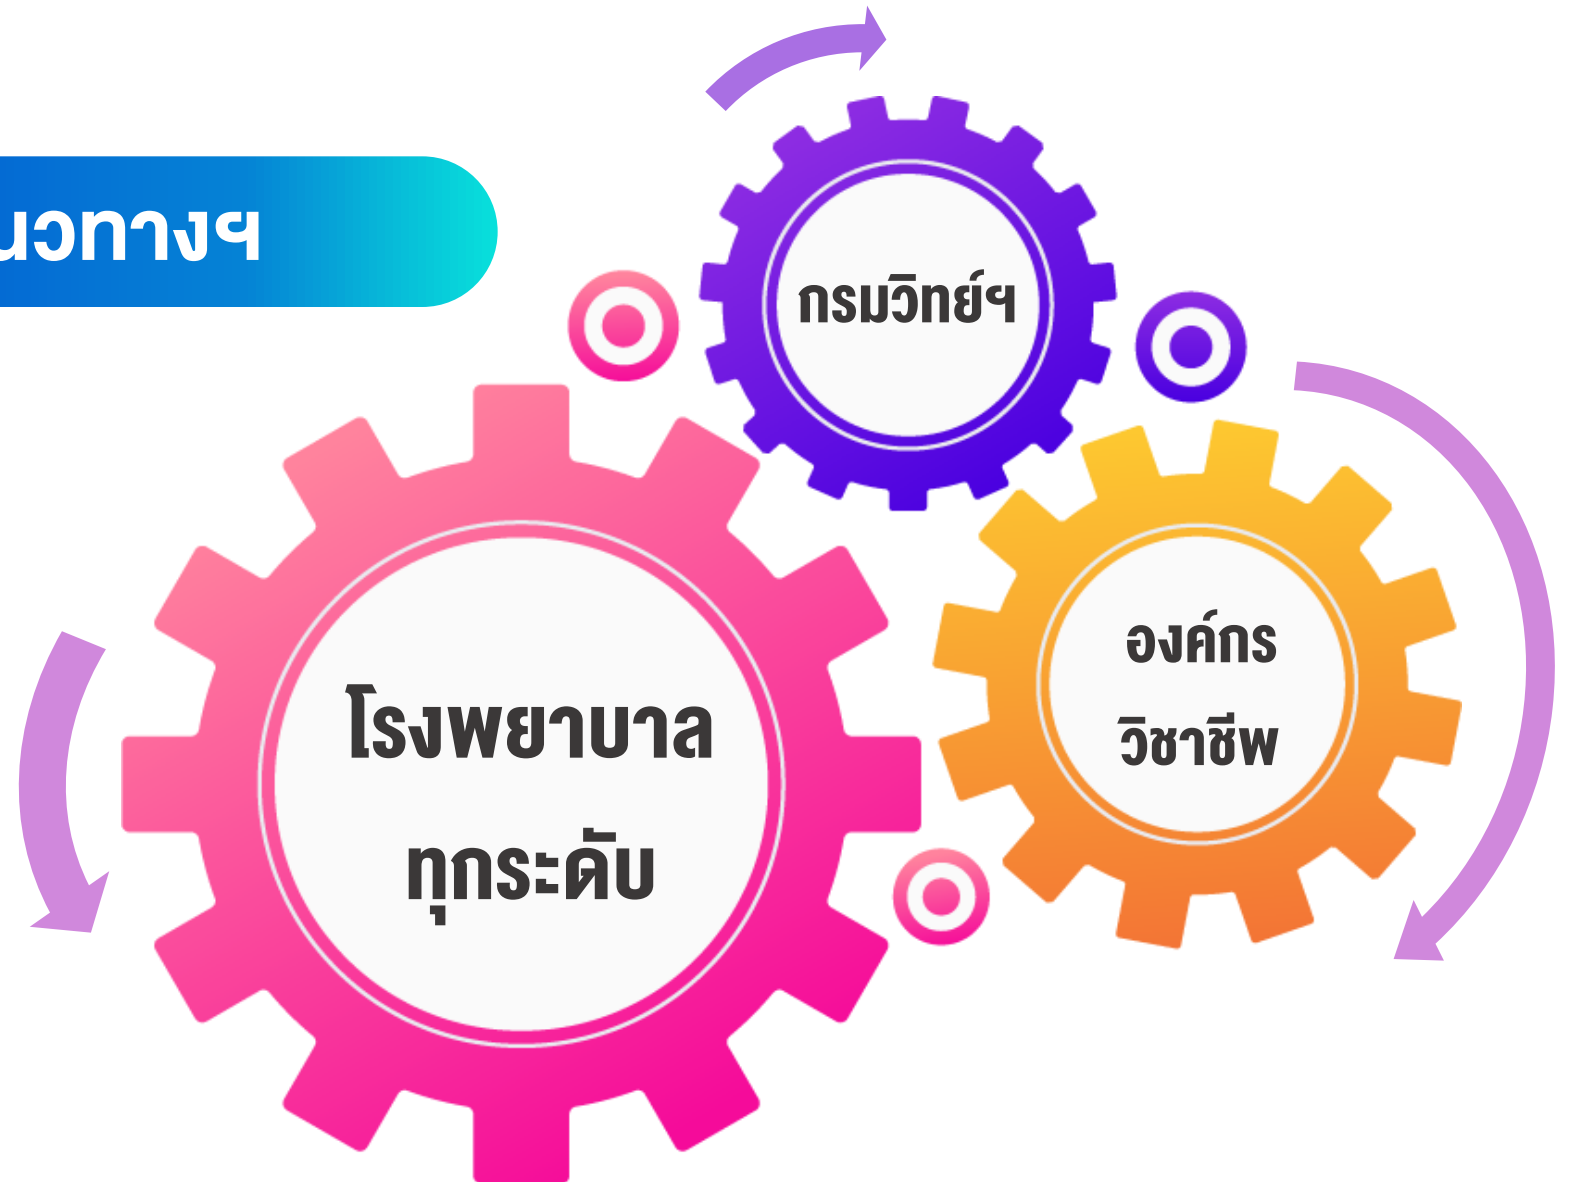 นวทางฯ
กรมวิทย์ฯ
องค์กร
วิชาชีพ
โรงพยาบาล
ทุกระดับ